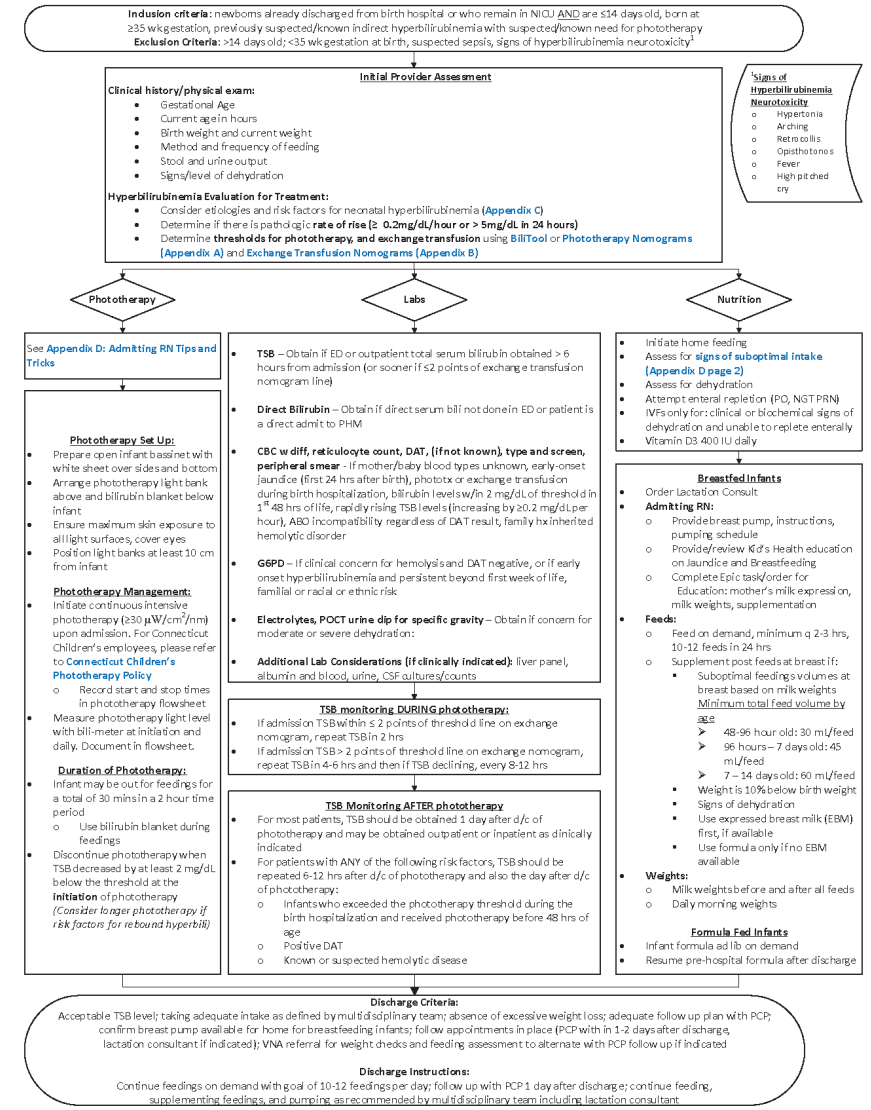 Inclusion criteria: newborns already discharged from birth hospital or who remain in NICU AND are ≤14 days old, born at
≥35 wk gestation, previously suspected/known indirect hyperbilirubinemia with suspected/known need for phototherapy
Exclusion Criteria: >14 days old; <35 wk gestation at birth, suspected sepsis, signs of hyperbilirubinemia neurotoxicity¹
Initial Provider Assessment
Clinical history/physical exam:
• Gestational Age
• Current age in hours
• Birth weight and current weight
• Method and frequency of feeding
• Stool and urine output
• Signs/level of dehydration
Hyperbilirubinemia Evaluation for Treatment:
• Consider etiologies and risk factors for neonatal hyperbilirubinemia (Appendix C)
• Determine if there is pathologic rate of rise (≥ 0.2mg/dL/hour or > 5mg/dL in 24 hours)
• Determine thresholds for phototherapy, and exchange transfusion using BiliTool or Phototherapy Nomograms
(Appendix A) and Exchange Transfusion Nomograms (Appendix B)
¹Signs of
Hyperbilirubinemia
Neurotoxicity
o Hypertonia
o Arching
o Retrocollis
o Opisthotonos
o Fever
o High pitched
cry
Phototherapy
See Appendix D: Admitting RN Tips and
Tricks
Phototherapy Set Up:
• Prepare open infant bassinet with
white sheet over sides and bottom
• Arrange phototherapy light bank
above and bilirubin blanket below
infant
• Ensure maximum skin exposure to
all light surfaces, cover eyes
• Position light banks at least 10 cm
from infant
Phototherapy Management:
• Initiate continuous intensive
phototherapy (≥30 µW/cm²/nm)
upon admission. For Connecticut
Children's employees, please refer
to Connecticut Children's
Phototherapy Policy
o Record start and stop times
in phototherapy flowsheet
• Measure phototherapy light level
with bili-meter at initiation and
daily. Document in flowsheet.
Duration of Phototherapy:
• Infant may be out for feedings for
a total of 30 mins in a 2 hour time
period
o Use bilirubin blanket during
feedings
• Discontinue phototherapy when
TSB decreased by at least 2 mg/dL
below the threshold at the
initiation of phototherapy
(Consider longer phototherapy if
risk factors for rebound hyperbili)
Labs
• TSB – Obtain if ED or outpatient total serum bilirubin obtained > 6
hours from admission (or sooner if ≤2 points of exchange transfusion
nomogram line)
• Direct Bilirubin – Obtain if direct serum bili not done in ED or patient is
a direct admit to PHM
• CBC w diff, reticulocyte count, DAT, (if not known), type and screen,
peripheral smear - If mother/baby blood types unknown, early-onset
jaundice (first 24 hrs after birth), phototx or exchange transfusion
during birth hospitalization, bilirubin levels w/in 2 mg/dL of threshold in
1st 48 hrs of life, rapidly rising TSB levels (increasing by ≥0.2 mg/dL per
hour), ABO incompatibility regardless of DAT result, family hx inherited
hemolytic disorder
• G6PD – If clinical concern for hemolysis and DAT negative, or if early
onset hyperbilirubinemia and persistent beyond first week of life,
familial or racial or ethnic risk
• Electrolytes, POCT urine dip for specific gravity – Obtain if concern for
moderate or severe dehydration:
• Additional Lab Considerations (if clinically indicated): liver panel,
albumin and blood, urine, CSF cultures/counts
TSB monitoring DURING phototherapy:
• If admission TSB within ≤ 2 points of threshold line on exchange
nomogram, repeat TSB in 2 hrs
• If admission TSB > 2 points of threshold line on exchange nomogram,
repeat TSB in 4-6 hrs and then if TSB declining, every 8-12 hrs
TSB Monitoring AFTER phototherapy
• For most patients, TSB should be obtained 1 day after d/c of
phototherapy and may be obtained outpatient or inpatient as clinically
indicated
• For patients with ANY of the following risk factors, TSB should be
repeated 6-12 hrs after d/c of phototherapy and also the day after d/c
of phototherapy:
o Infants who exceeded the phototherapy threshold during the
birth hospitalization and received phototherapy before 48 hrs of
age
o Positive DAT
o Known or suspected hemolytic disease
Nutrition
• Initiate home feeding
• Assess for signs of suboptimal intake
(Appendix D page 2)
• Assess for dehydration
• Attempt enteral repletion (PO, NGT PRN)
• IVFs only for: clinical or biochemical signs of
dehydration and unable to replete enterally
• Vitamin D3 400 IU daily
Breastfed Infants
• Order Lactation Consult
• Admitting RN:
o Provide breast pump, instructions,
pumping schedule
o Provide/review Kid's Health education
on Jaundice and Breastfeeding
o Complete Epic task/order for
Education: mother's milk expression,
milk weights, supplementation
• Feeds:
o Feed on demand, minimum q 2-3 hrs,
10-12 feeds in 24 hrs
o Supplement post feeds at breast if:
▪ Suboptimal feedings volumes at
breast based on milk weights
Minimum total feed volume by
age
➢ 48-96 hour old: 30 mL/feed
➢ 96 hours – 7 days old: 45
mL/feed
➢ 7 – 14 days old: 60 mL/feed
▪ Weight is 10% below birth weight
▪ Signs of dehydration
▪ Use expressed breast milk (EBM)
first, if available
▪ Use formula only if no EBM
available
• Weights:
o Milk weights before and after all feeds
o Daily morning weights
Formula Fed Infants
• Infant formula ad lib on demand
• Resume pre-hospital formula after discharge
Discharge Criteria:
Acceptable TSB level; taking adequate intake as defined by multidisciplinary team; absence of excessive weight loss; adequate follow up plan with PCP;
confirm breast pump available for home for breastfeeding infants; follow appointments in place (PCP with in 1-2 days after discharge,
lactation consultant if indicated); VNA referral for weight checks and feeding assessment to alternate with PCP follow up if indicated
Discharge Instructions:
Continue feedings on demand with goal of 10-12 feedings per day; follow up with PCP 1 day after discharge; continue feeding,
supplementing feedings, and pumping as recommended by multidisciplinary team including lactation consultant